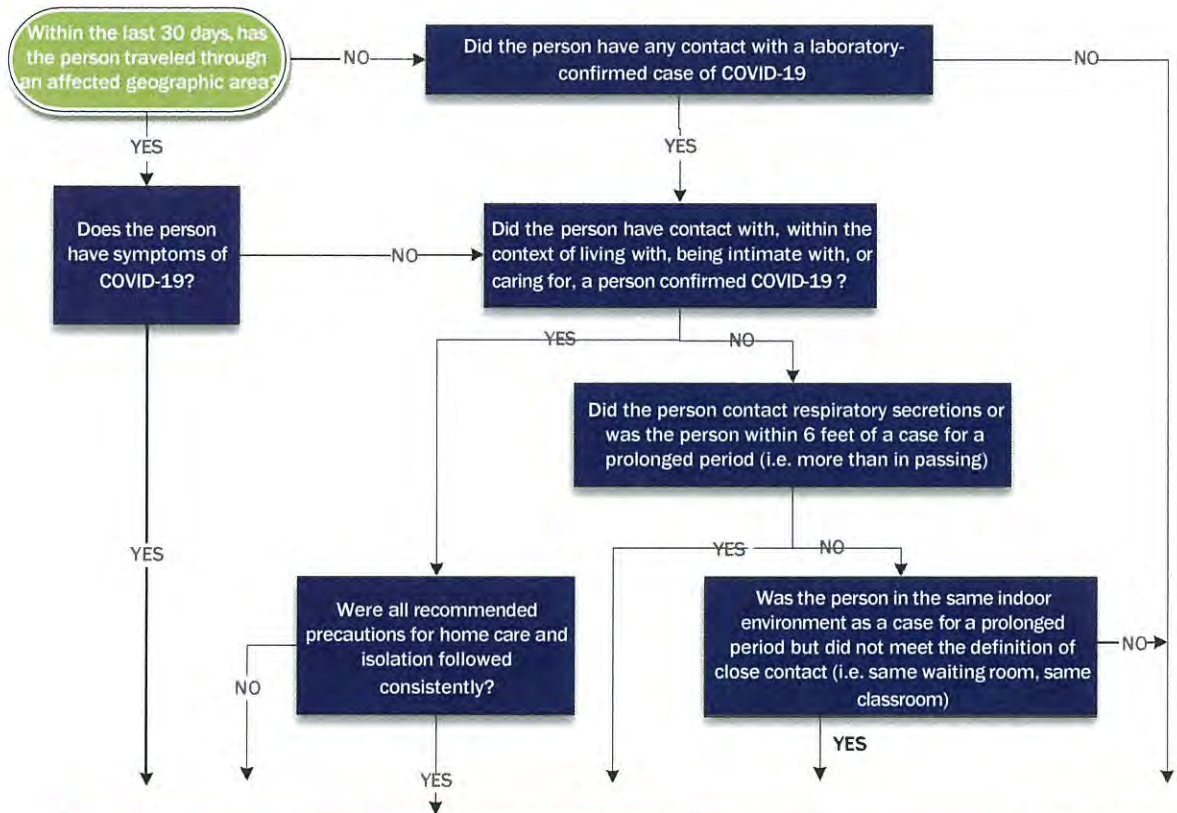 Within the last 30 days, has
the person traveled through
an affected geographic area?
NO
Did the person have any contact with a laboratory-
confirmed case of COVID-19
NO
YES
YES
Does the person
have symptoms of
COVID-19?
NO
Did the person have contact with, within the
context of living with, being intimate with, or
caring for, a person confirmed COVID-19 ?
YES
NO
Did the person contact respiratory secretions or
was the person within 6 feet of a case for a
prolonged period (i.e. more than in passing)
YES
YES
NO
Were all recommended
precautions for home care and
isolation followed
consistently?
Was the person in the same indoor
environment as a case for a prolonged
period but did not meet the definition of
close contact (i.e. same waiting room, same
classroom)
NO
NO
YES
YES